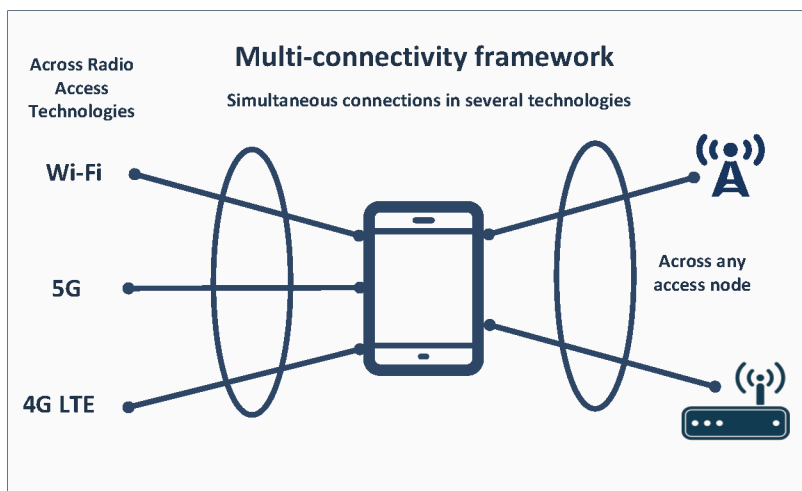 Multi-connectivity framework
Simultaneous connections in several technologies
Across Radio
Access
Technologies
Wi-Fi
5G
4G LTE
Across any
access node